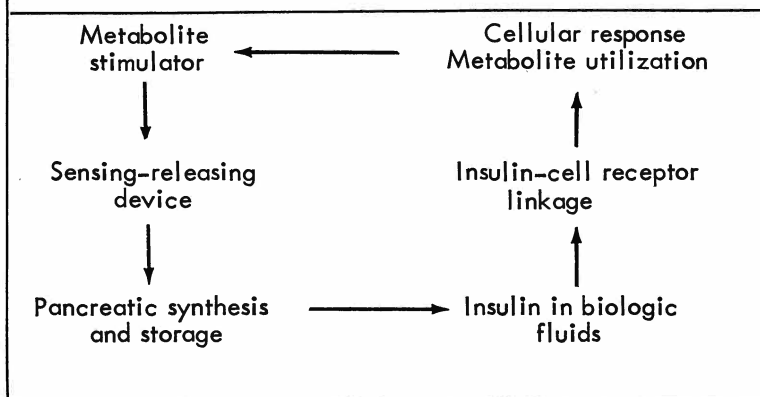 Metabolite
stimulator
Cellular response
Metabolite utilization
Sensing-releasing
device
Insulin-cell receptor
linkage
Pancreatic synthesis
and storage
Insulin in biologic
fluids